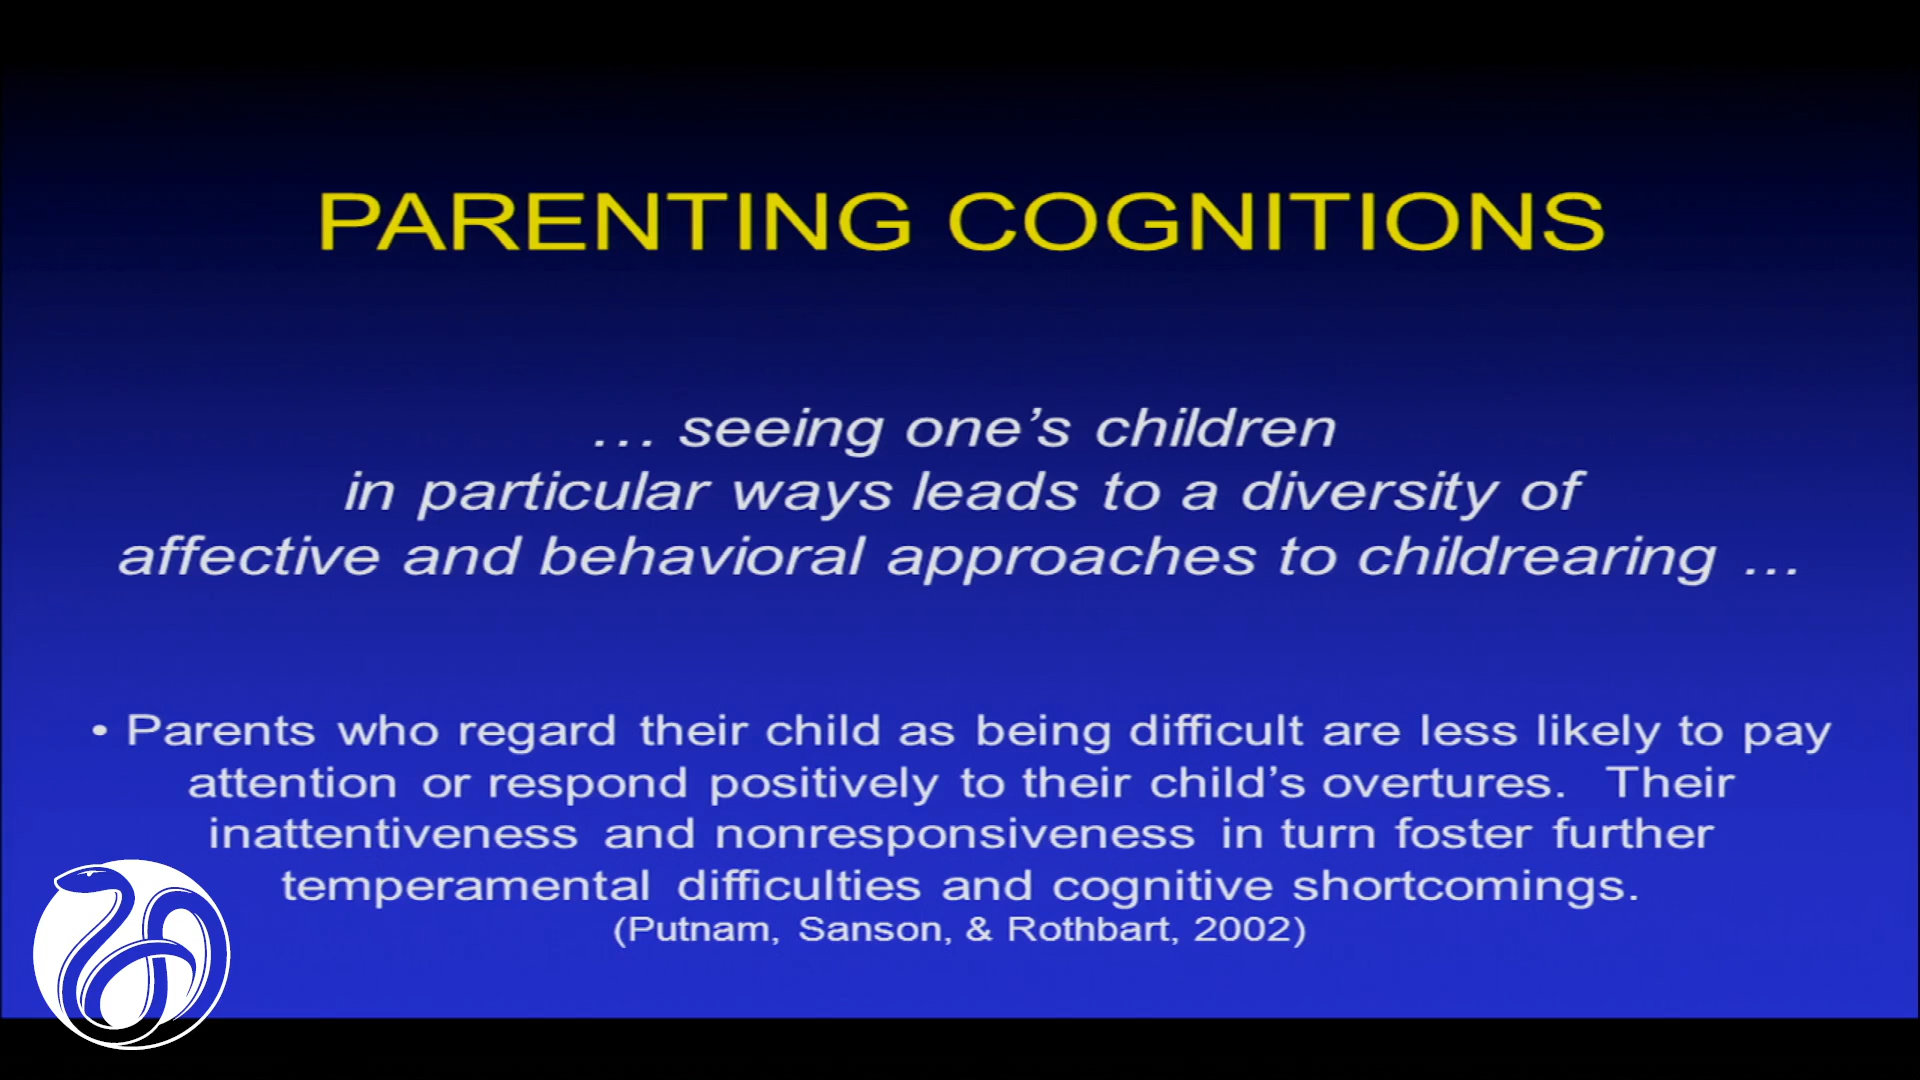 PARENTING COGNITIONS
… seeing one’s children
in particular ways leads to a diversity of
affective and behavioral approaches to childrearing …
• Parents who regard their child as being difficult are less likely to pay
attention or respond positively to their child’s overtures.  Their
inattentiveness and nonresponsiveness in turn foster further
temperamental difficulties and cognitive shortcomings.
(Putnam, Sanson, & Rothbart, 2002)